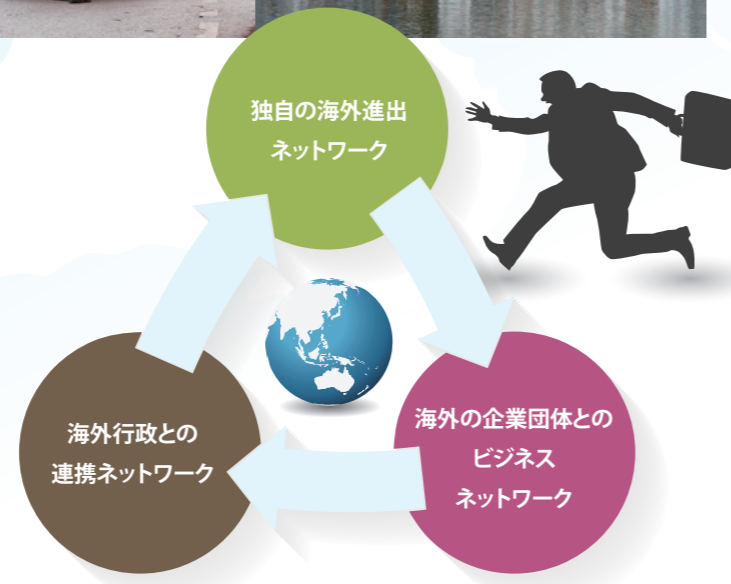 独自の海外進出
ネットワーク
海外行政との
連携ネットワーク
海外の企業団体との
ビジネス
ネットワーク